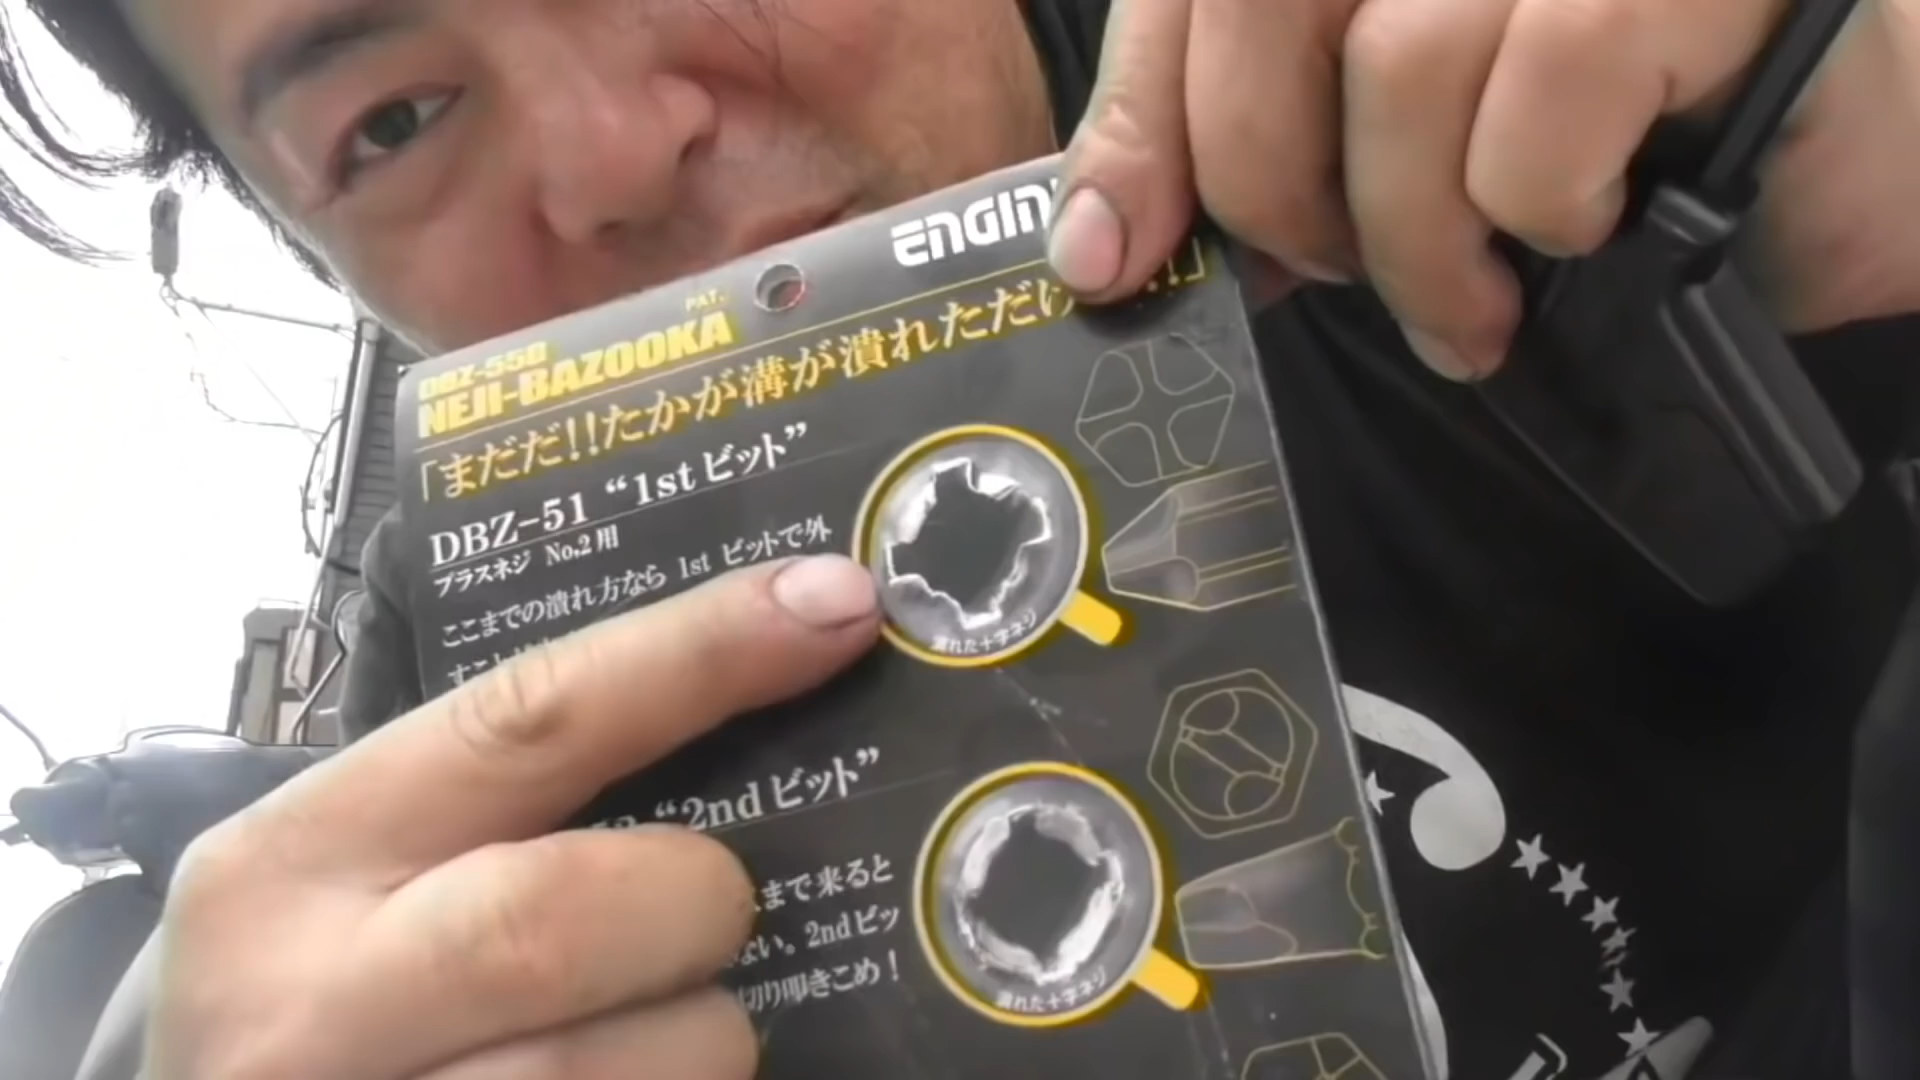 ENGIN
PAT.
DBZ-550
NEJI-BAZOOKA
「まだだ!!たかが溝が潰れただけ!!」
DBZ-51 “1stビット”
プラスネジ No.2用
ここまでの潰れ方なら 1st ビットで外
潰れた十字ネジ
“2ndビット”
まで来ると
ない。2ndビッ
切り叩きこめ!
潰れた十字ネジ